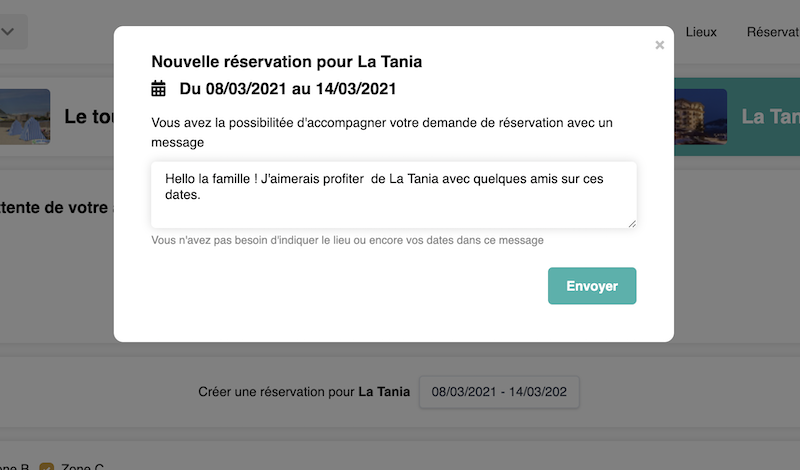 Lieux
Réservat
×
Nouvelle réservation pour La Tania
Du 08/03/2021 au 14/03/2021
Vous avez la possibilitée d'accompagner votre demande de réservation avec un
message
Hello la famille ! J'aimerais profiter  de La Tania avec quelques amis sur ces
dates.
Vous n'avez pas besoin d'indiquer le lieu ou encore vos dates dans ce message
Envoyer
Le tou
La Tan
ttente de votre a
Créer une réservation pour La Tania
08/03/2021 - 14/03/202
one B
Zone C